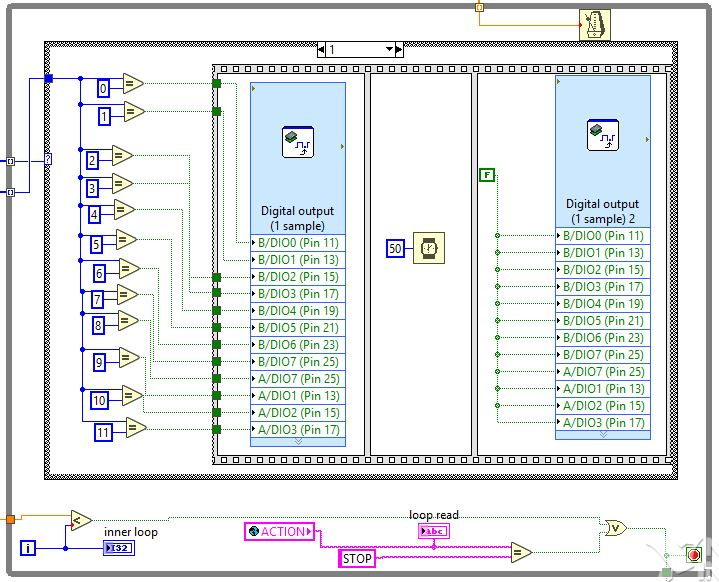 1
0
1
2
3
4
5
6
7
8
9
10
11
?
Digital output
(1 sample)
B/DIO0 (Pin 11)
B/DIO1 (Pin 13)
B/DIO2 (Pin 15)
B/DIO3 (Pin 17)
B/DIO4 (Pin 19)
B/DIO5 (Pin 21)
B/DIO6 (Pin 23)
B/DIO7 (Pin 25)
A/DIO7 (Pin 25)
A/DIO1 (Pin 13)
A/DIO2 (Pin 15)
A/DIO3 (Pin 17)
50
F
Digital output
(1 sample) 2
B/DIO0 (Pin 11)
B/DIO1 (Pin 13)
B/DIO2 (Pin 15)
B/DIO3 (Pin 17)
B/DIO4 (Pin 19)
B/DIO5 (Pin 21)
B/DIO6 (Pin 23)
B/DIO7 (Pin 25)
A/DIO7 (Pin 25)
A/DIO1 (Pin 13)
A/DIO2 (Pin 15)
A/DIO3 (Pin 17)
i
inner loop
I32
ACTION
loop read
abc
STOP